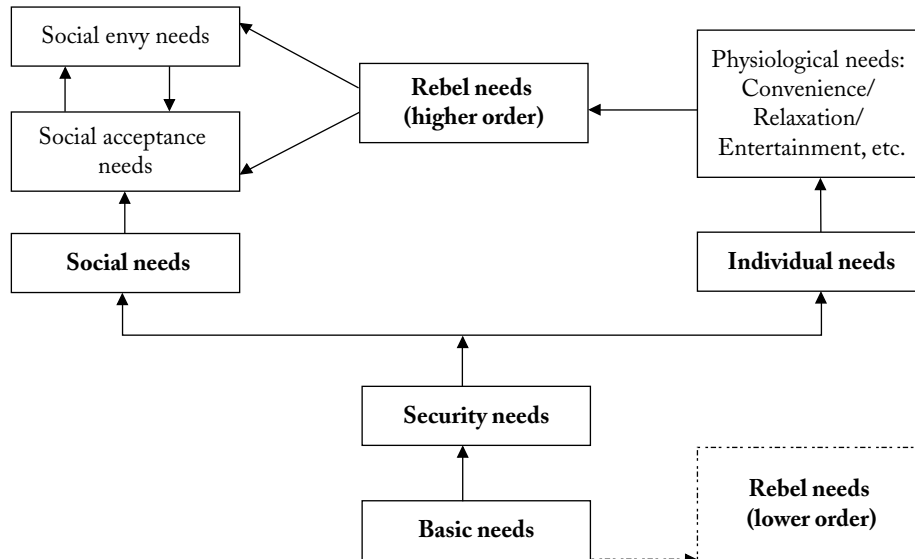 Social envy needs
Social acceptance
needs
Rebel needs
(higher order)
Physiological needs:
Convenience/
Relaxation/
Entertainment, etc.
Social needs
Individual needs
Security needs
Basic needs
Rebel needs
(lower order)